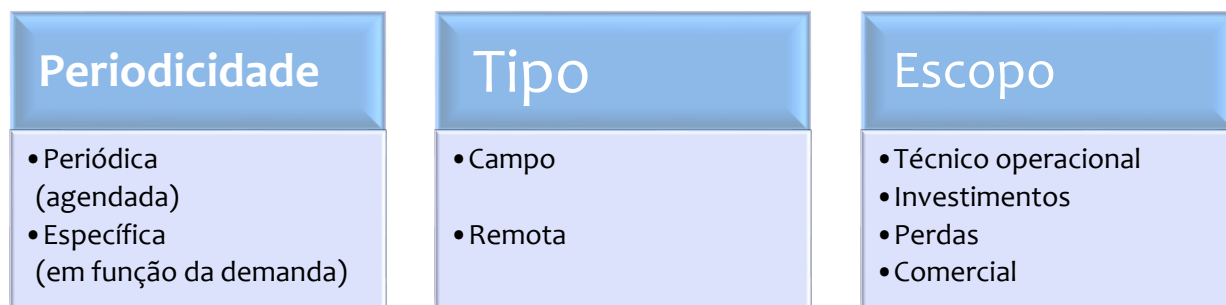 Periodicidade
•Periódica
(agendada)
•Específica
(em função da demanda)
Tipo
•Campo
•Remota
Escopo
•Técnico operacional
•Investimentos
•Perdas
•Comercial